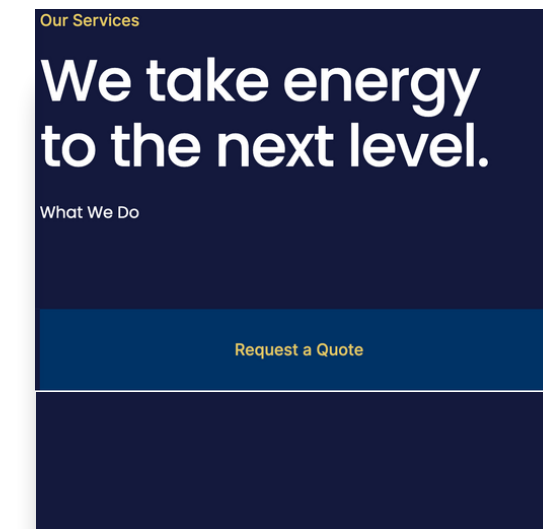 Our Services
We take energy
to the next level.
What We Do
Request a Quote